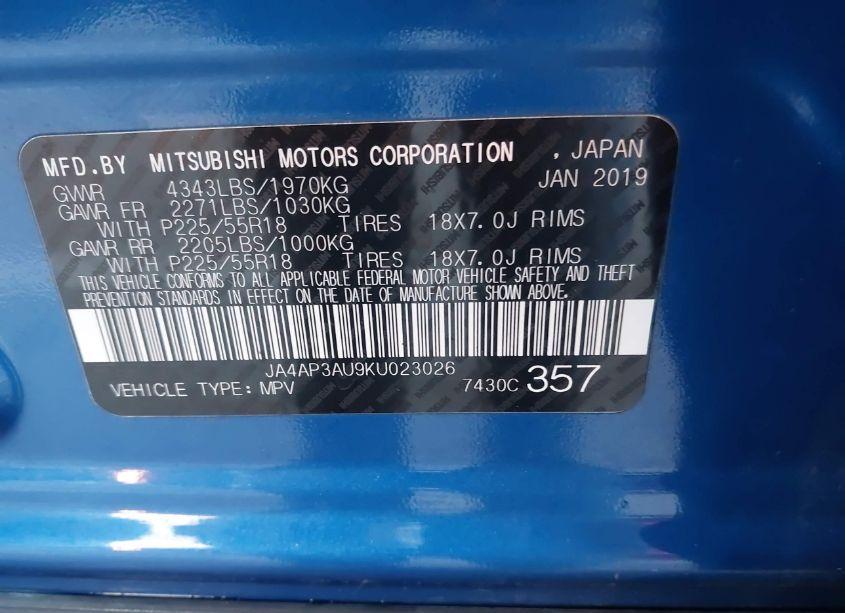 MFD.BY MITSUBISHI MOTORS CORPORATION , JAPAN
GVWR 4343LBS/1970KG JAN 2019
GAWR FR 2271LBS/1030KG
WITH P225/55R18 TIRES 18X7.0J RIMS
GAWR RR 2205LBS/1000KG
WITH P225/55R18 TIRES 18X7.0J RIMS
THIS VEHICLE CONFORMS TO ALL APPLICABLE FEDERAL MOTOR VEHICLE SAFETY AND THEFT
PREVENTION STANDARDS IN EFFECT ON THE DATE OF MANUFACTURE SHOWN ABOVE.
JA4AP3AU9KU023026
VEHICLE TYPE: MPV 7430C 357